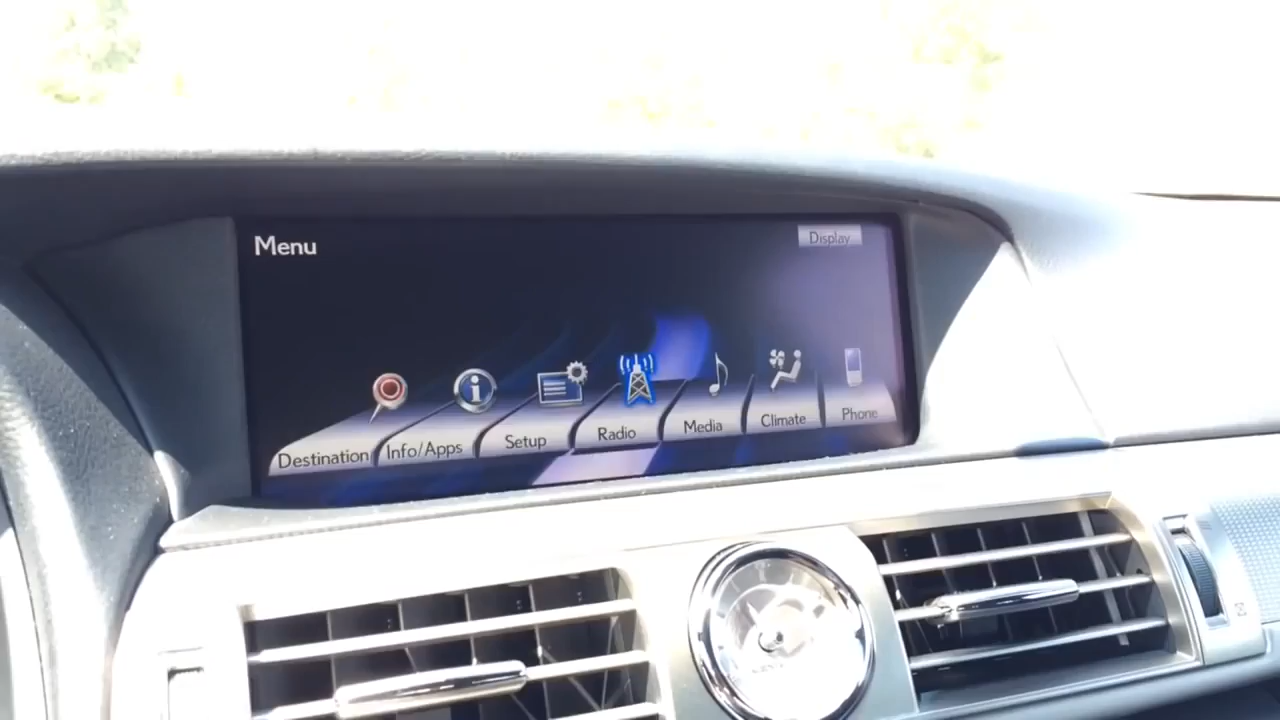 Menu
Display
Destination
Info/Apps
Setup
Radio
Media
Climate
Phone